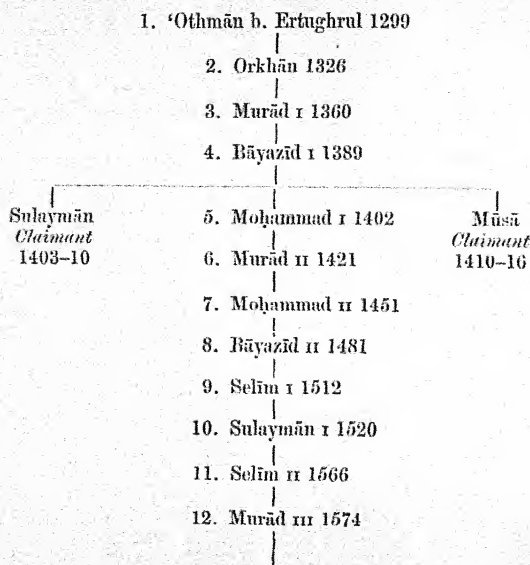 1. ‘Othmān b. Ertughrul 1299
2. Orkhān 1326
3. Murād I 1360
4. Bāyazīd I 1389
Sulaymān
Claimant
1403–10
5. Moḥammad I 1402
Mūsā
Claimant
1410–16
6. Murād II 1421
7. Moḥammad II 1451
8. Bāyazīd II 1481
9. Selīm I 1512
10. Sulaymān I 1520
11. Selīm II 1566
12. Murād III 1574